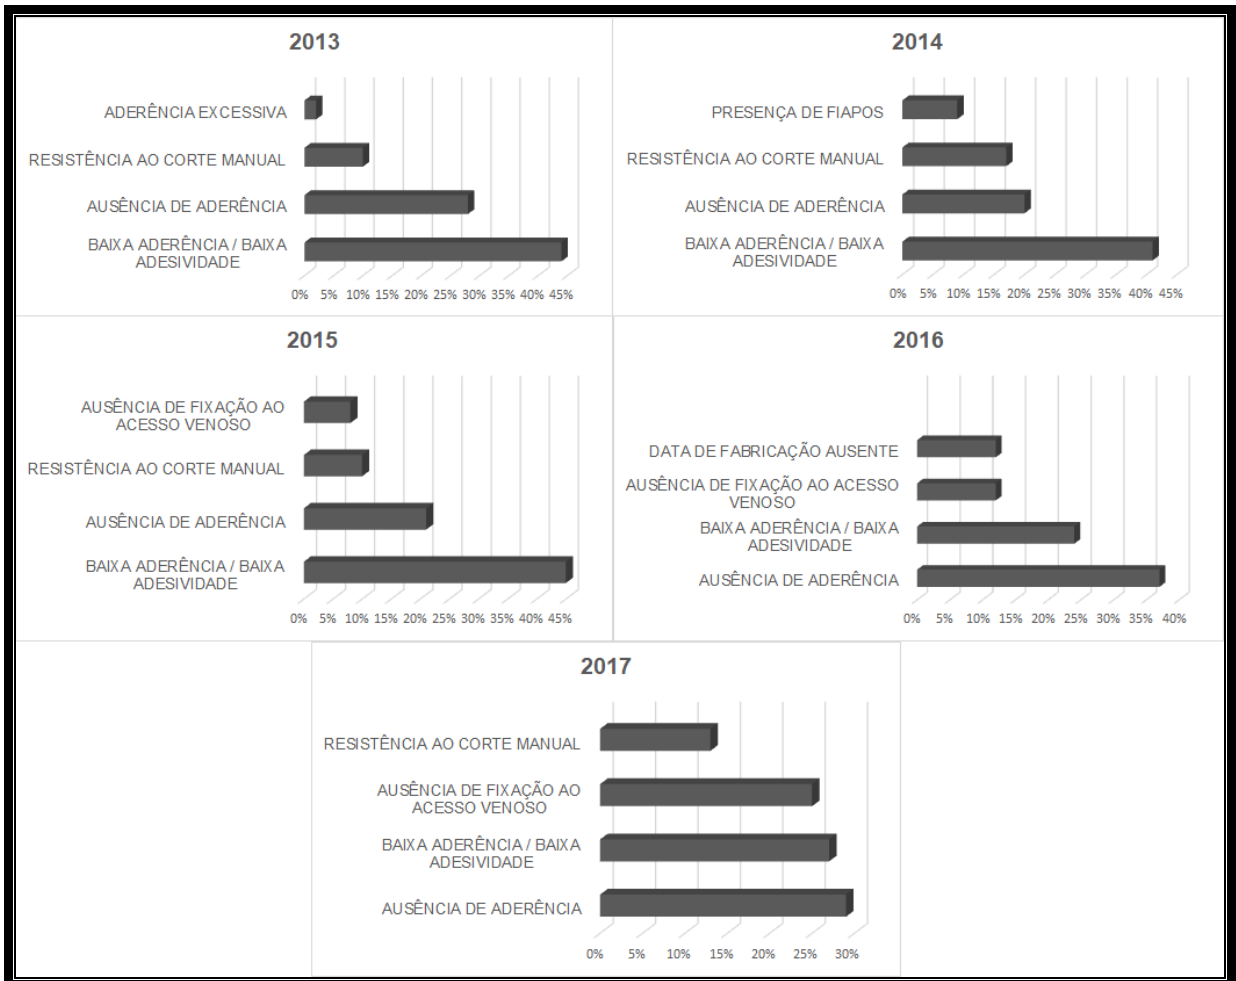 2013
ADERÊNCIA EXCESSIVA
RESISTÊNCIA AO CORTE MANUAL
AUSÊNCIA DE ADERÊNCIA
BAIXA ADERÊNCIA / BAIXA
ADESIVIDADE
0% 5% 10% 15% 20% 25% 30% 35% 40% 45%
2014
PRESENÇA DE FIAPOS
RESISTÊNCIA AO CORTE MANUAL
AUSÊNCIA DE ADERÊNCIA
BAIXA ADERÊNCIA / BAIXA
ADESIVIDADE
0% 5% 10% 15% 20% 25% 30% 35% 40% 45%
2015
AUSÊNCIA DE FIXAÇÃO AO
ACESSO VENOSO
RESISTÊNCIA AO CORTE MANUAL
AUSÊNCIA DE ADERÊNCIA
BAIXA ADERÊNCIA / BAIXA
ADESIVIDADE
0% 5% 10% 15% 20% 25% 30% 35% 40% 45%
2016
DATA DE FABRICAÇÃO AUSENTE
AUSÊNCIA DE FIXAÇÃO AO ACESSO
VENOSO
BAIXA ADERÊNCIA / BAIXA
ADESIVIDADE
AUSÊNCIA DE ADERÊNCIA
0% 5% 10% 15% 20% 25% 30% 35% 40%
2017
RESISTÊNCIA AO CORTE MANUAL
AUSÊNCIA DE FIXAÇÃO AO
ACESSO VENOSO
BAIXA ADERÊNCIA / BAIXA
ADESIVIDADE
AUSÊNCIA DE ADERÊNCIA
0% 5% 10% 15% 20% 25% 30%